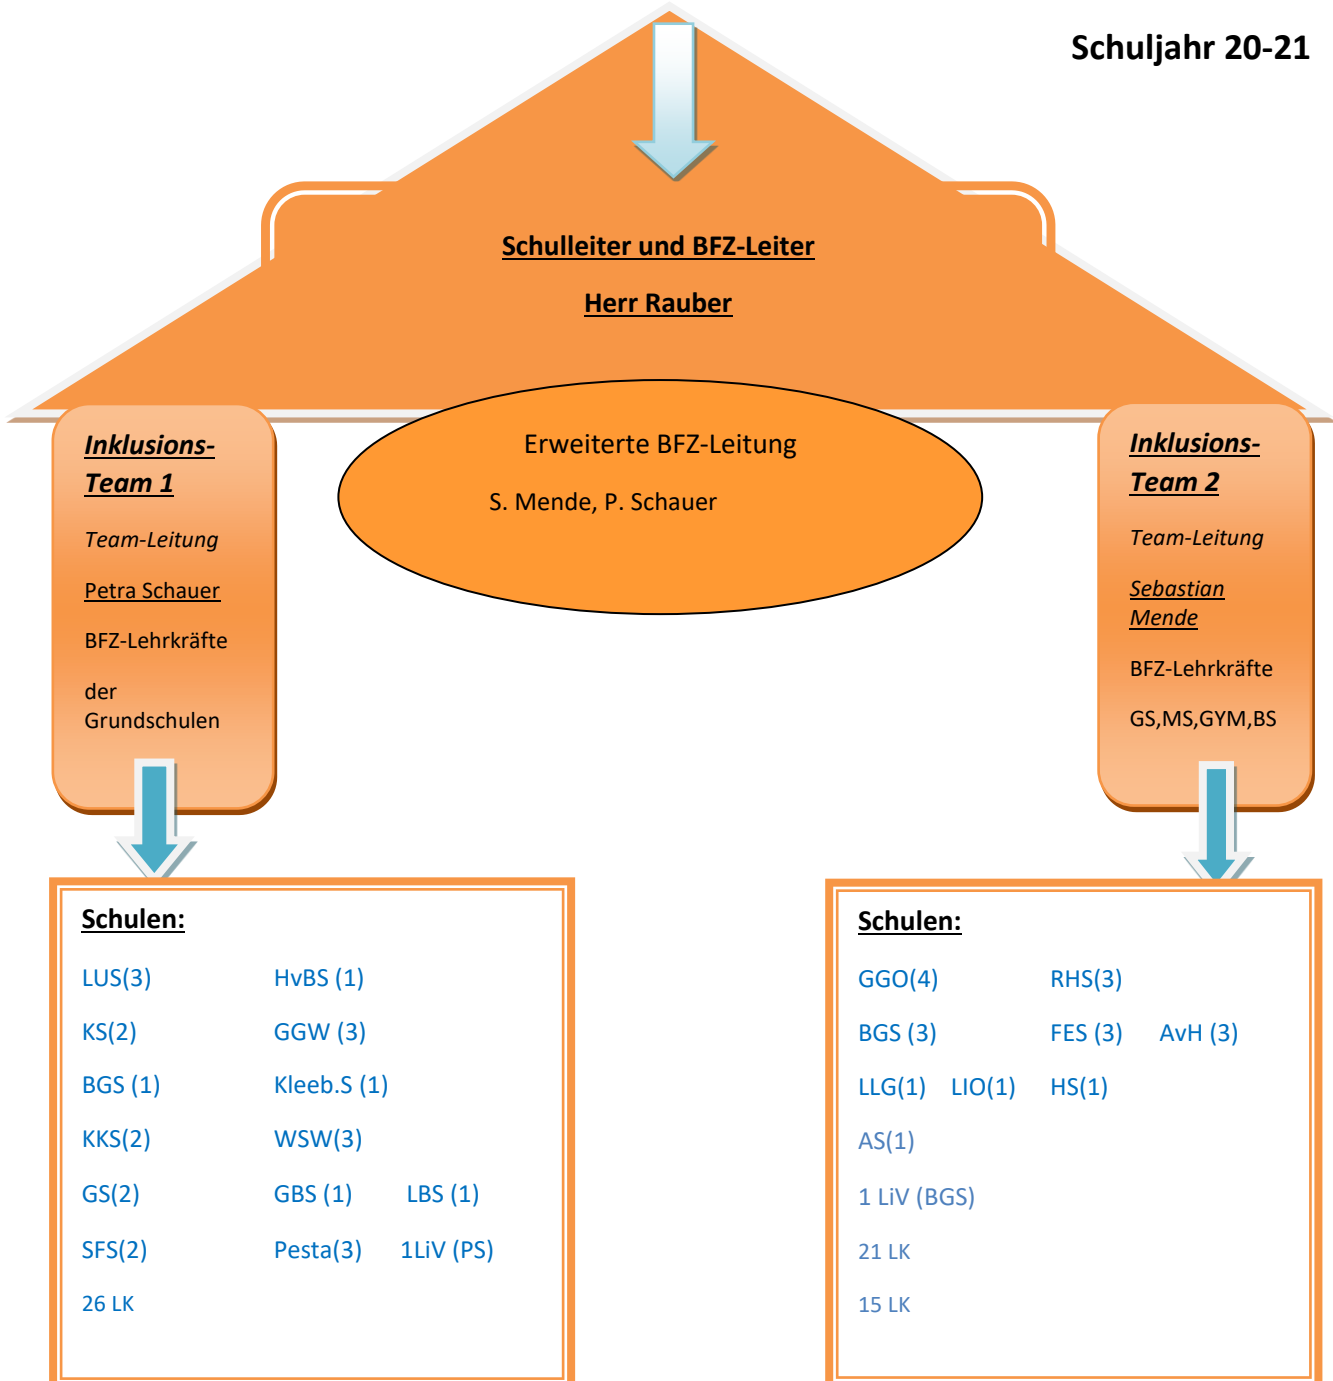 Schuljahr 20-21
Schulleiter und BFZ-Leiter
Herr Rauber
Erweiterte BFZ-Leitung
S. Mende, P. Schauer
Inklusions-
Team 1
Team-Leitung
Petra Schauer
BFZ-Lehrkräfte
der
Grundschulen
Inklusions-
Team 2
Team-Leitung
Sebastian
Mende
BFZ-Lehrkräfte
GS,MS,GYM,BS
Schulen:
LUS(3) HvBS (1)
KS(2) GGW (3)
BGS (1) Kleeb.S (1)
KKS(2) WSW(3)
GS(2) GBS (1) LBS (1)
SFS(2) Pesta(3) 1LiV (PS)
26 LK
Schulen:
GGO(4) RHS(3)
BGS (3) FES (3) AvH (3)
LLG(1) LIO(1) HS(1)
AS(1)
1 LiV (BGS)
21 LK
15 LK